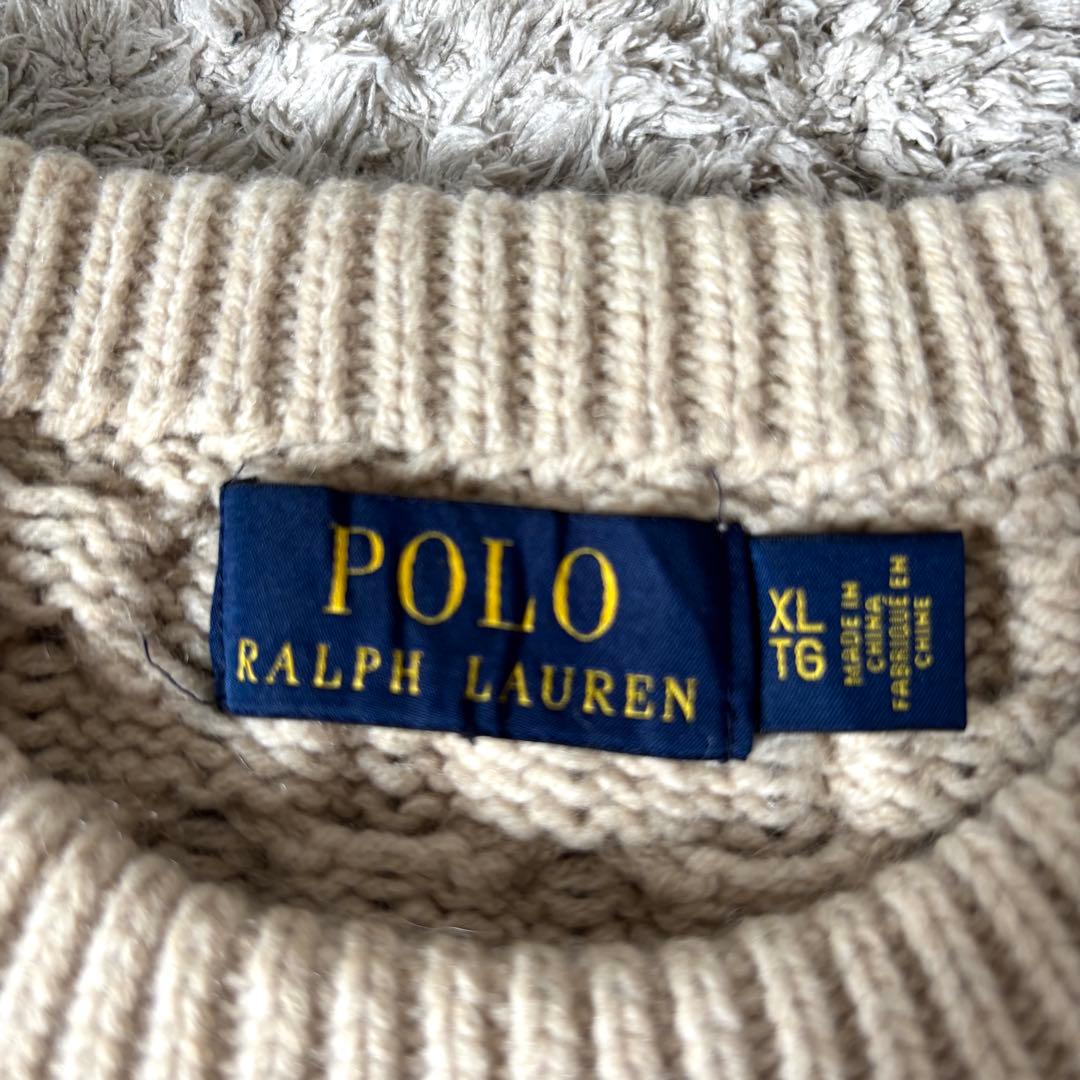 POLO
RALPH LAUREN
XL
TG
MADE IN
CHINA
FABRIQUÉ EN
CHINE